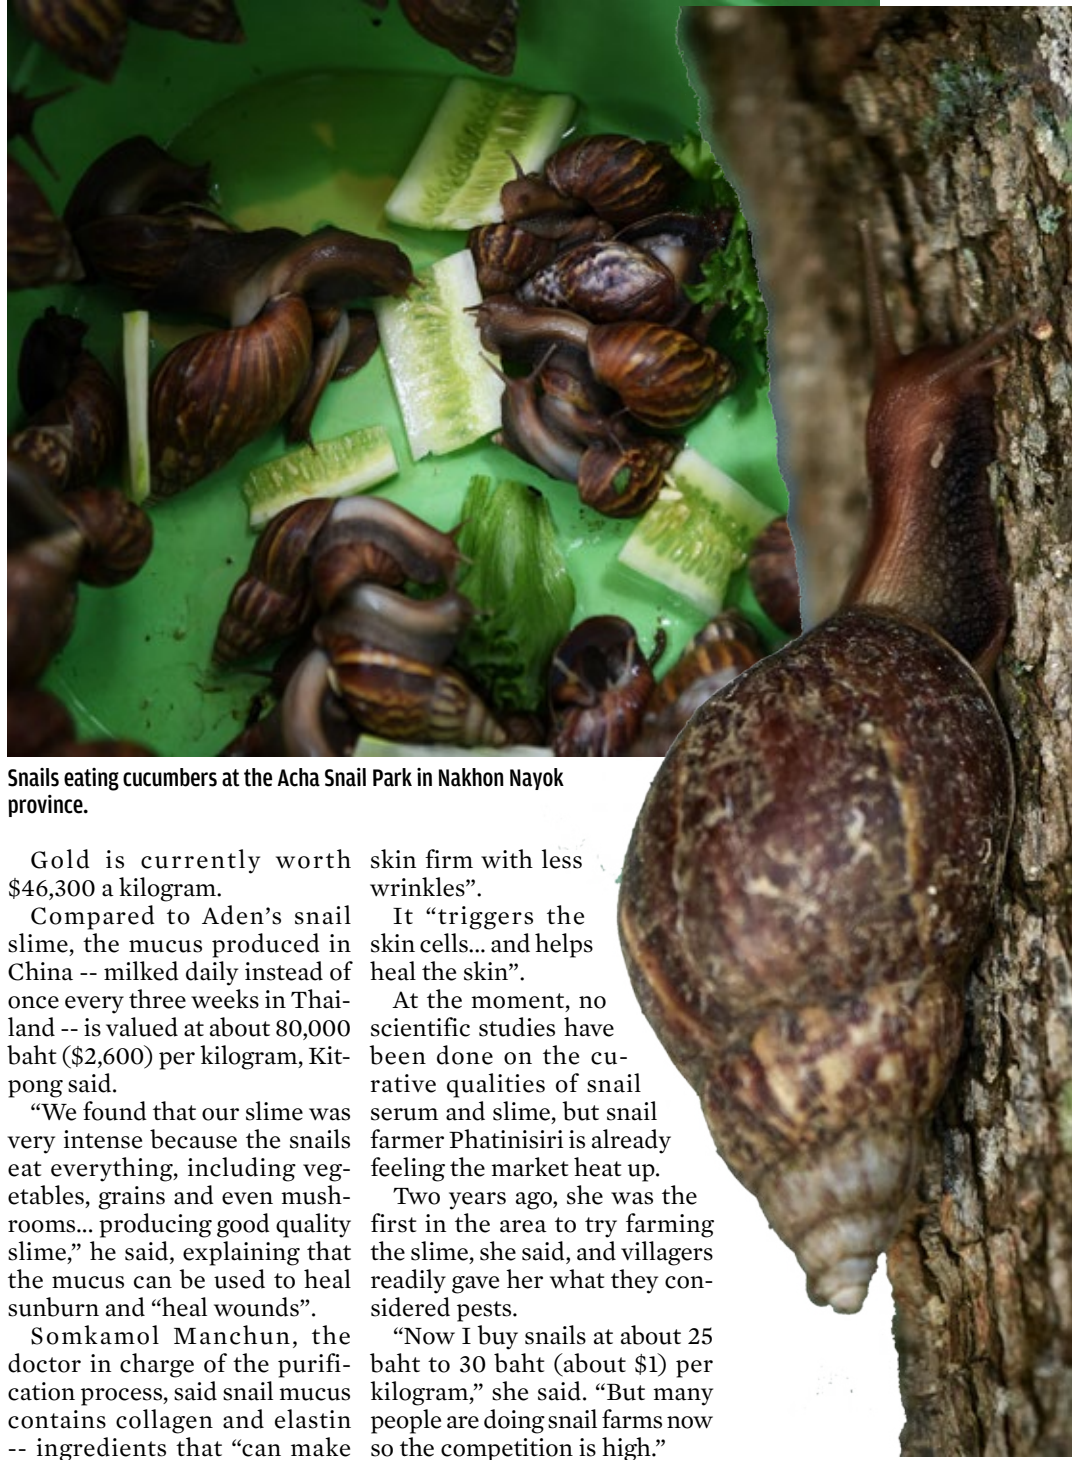 Snails eating cucumbers at the Acha Snail Park in Nakhon Nayok
province.
Gold is currently worth
$46,300 a kilogram.
Compared to Aden’s snail
slime, the mucus produced in
China -- milked daily instead of
once every three weeks in Thai-
land -- is valued at about 80,000
baht ($2,600) per kilogram, Kit-
pong said.
“We found that our slime was
very intense because the snails
eat everything, including veg-
etables, grains and even mush-
rooms... producing good quality
slime,” he said, explaining that
the mucus can be used to heal
sunburn and “heal wounds”.
Somkamol Manchun, the
doctor in charge of the purifi-
cation process, said snail mucus
contains collagen and elastin
-- ingredients that “can make
skin firm with less
wrinkles”.
It “triggers the
skin cells... and helps
heal the skin”.
At the moment, no
scientific studies have
been done on the cu-
rative qualities of snail
serum and slime, but snail
farmer Phatinisiri is already
feeling the market heat up.
Two years ago, she was the
first in the area to try farming
the slime, she said, and villagers
readily gave her what they con-
sidered pests.
“Now I buy snails at about 25
baht to 30 baht (about $1) per
kilogram,” she said. “But many
people are doing snail farms now
so the competition is high.”